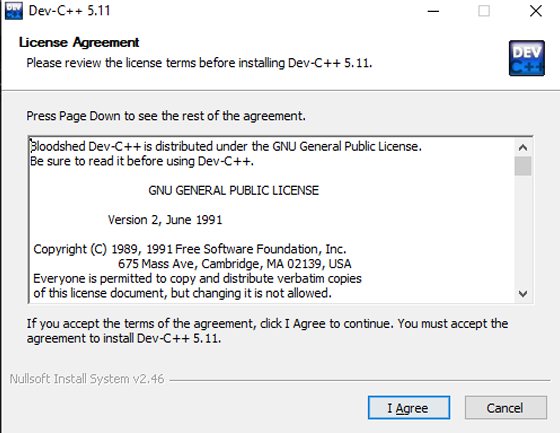 Dev-C++ 5.11
License Agreement
Please review the license terms before installing Dev-C++ 5.11.
DEV
C++
Press Page Down to see the rest of the agreement.
Bloodshed Dev-C++ is distributed under the GNU General Public License.
Be sure to read it before using Dev-C++.
GNU GENERAL PUBLIC LICENSE
Version 2, June 1991
Copyright (C) 1989, 1991 Free Software Foundation, Inc.
675 Mass Ave, Cambridge, MA 02139, USA
Everyone is permitted to copy and distribute verbatim copies
of this license document, but changing it is not allowed.
If you accept the terms of the agreement, click I Agree to continue. You must accept the
agreement to install Dev-C++ 5.11.
Nullsoft Install System v2.46
I Agree
Cancel